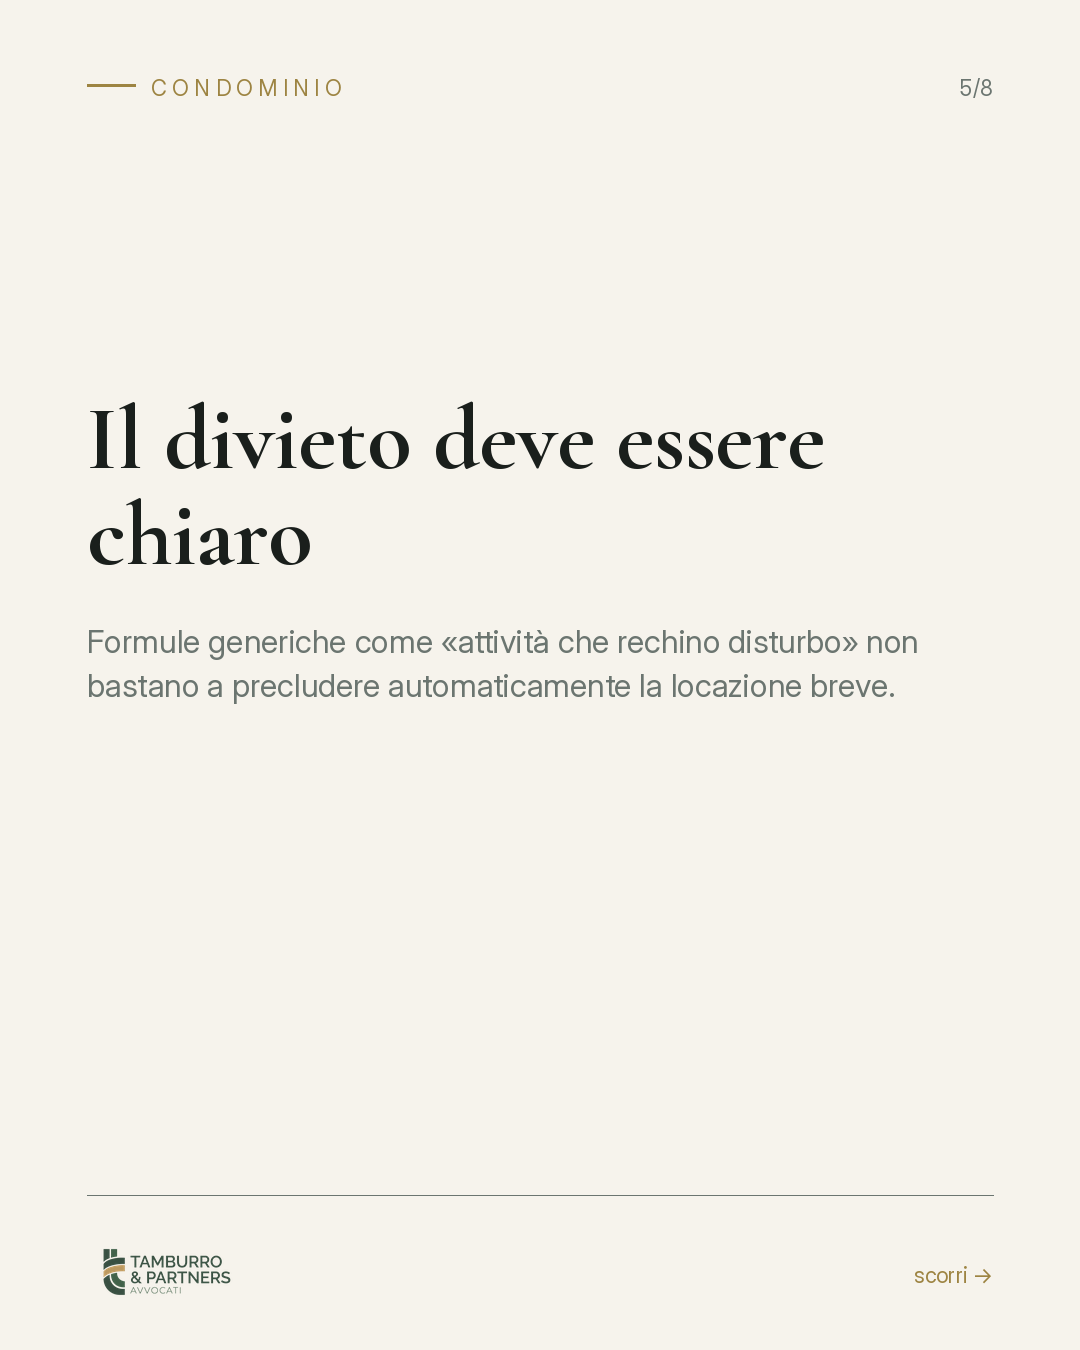 CONDOMINIO
5/8
Il divieto deve essere
chiaro
Formule generiche come «attività che rechino disturbo» non
bastano a precludere automaticamente la locazione breve.
TAMBURRO
& PARTNERS
AVVOCATI
scorri →